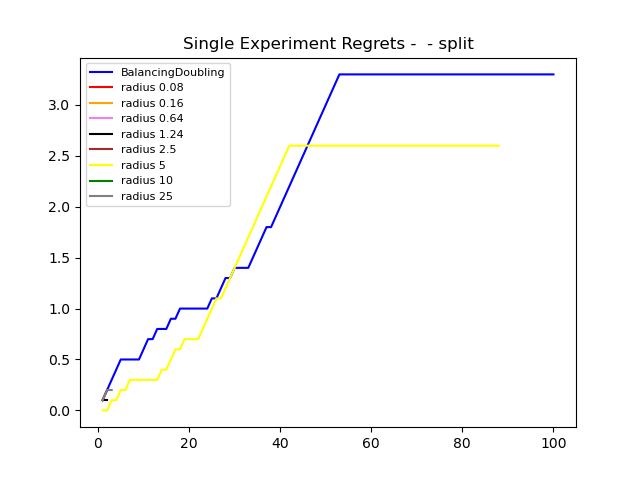 Single Experiment Regrets -  - split
BalancingDoubling
radius 0.08
radius 0.16
radius 0.64
radius 1.24
radius 2.5
radius 5
radius 10
radius 25
3.0
2.5
2.0
1.5
1.0
0.5
0.0
0 20 40 60 80 100